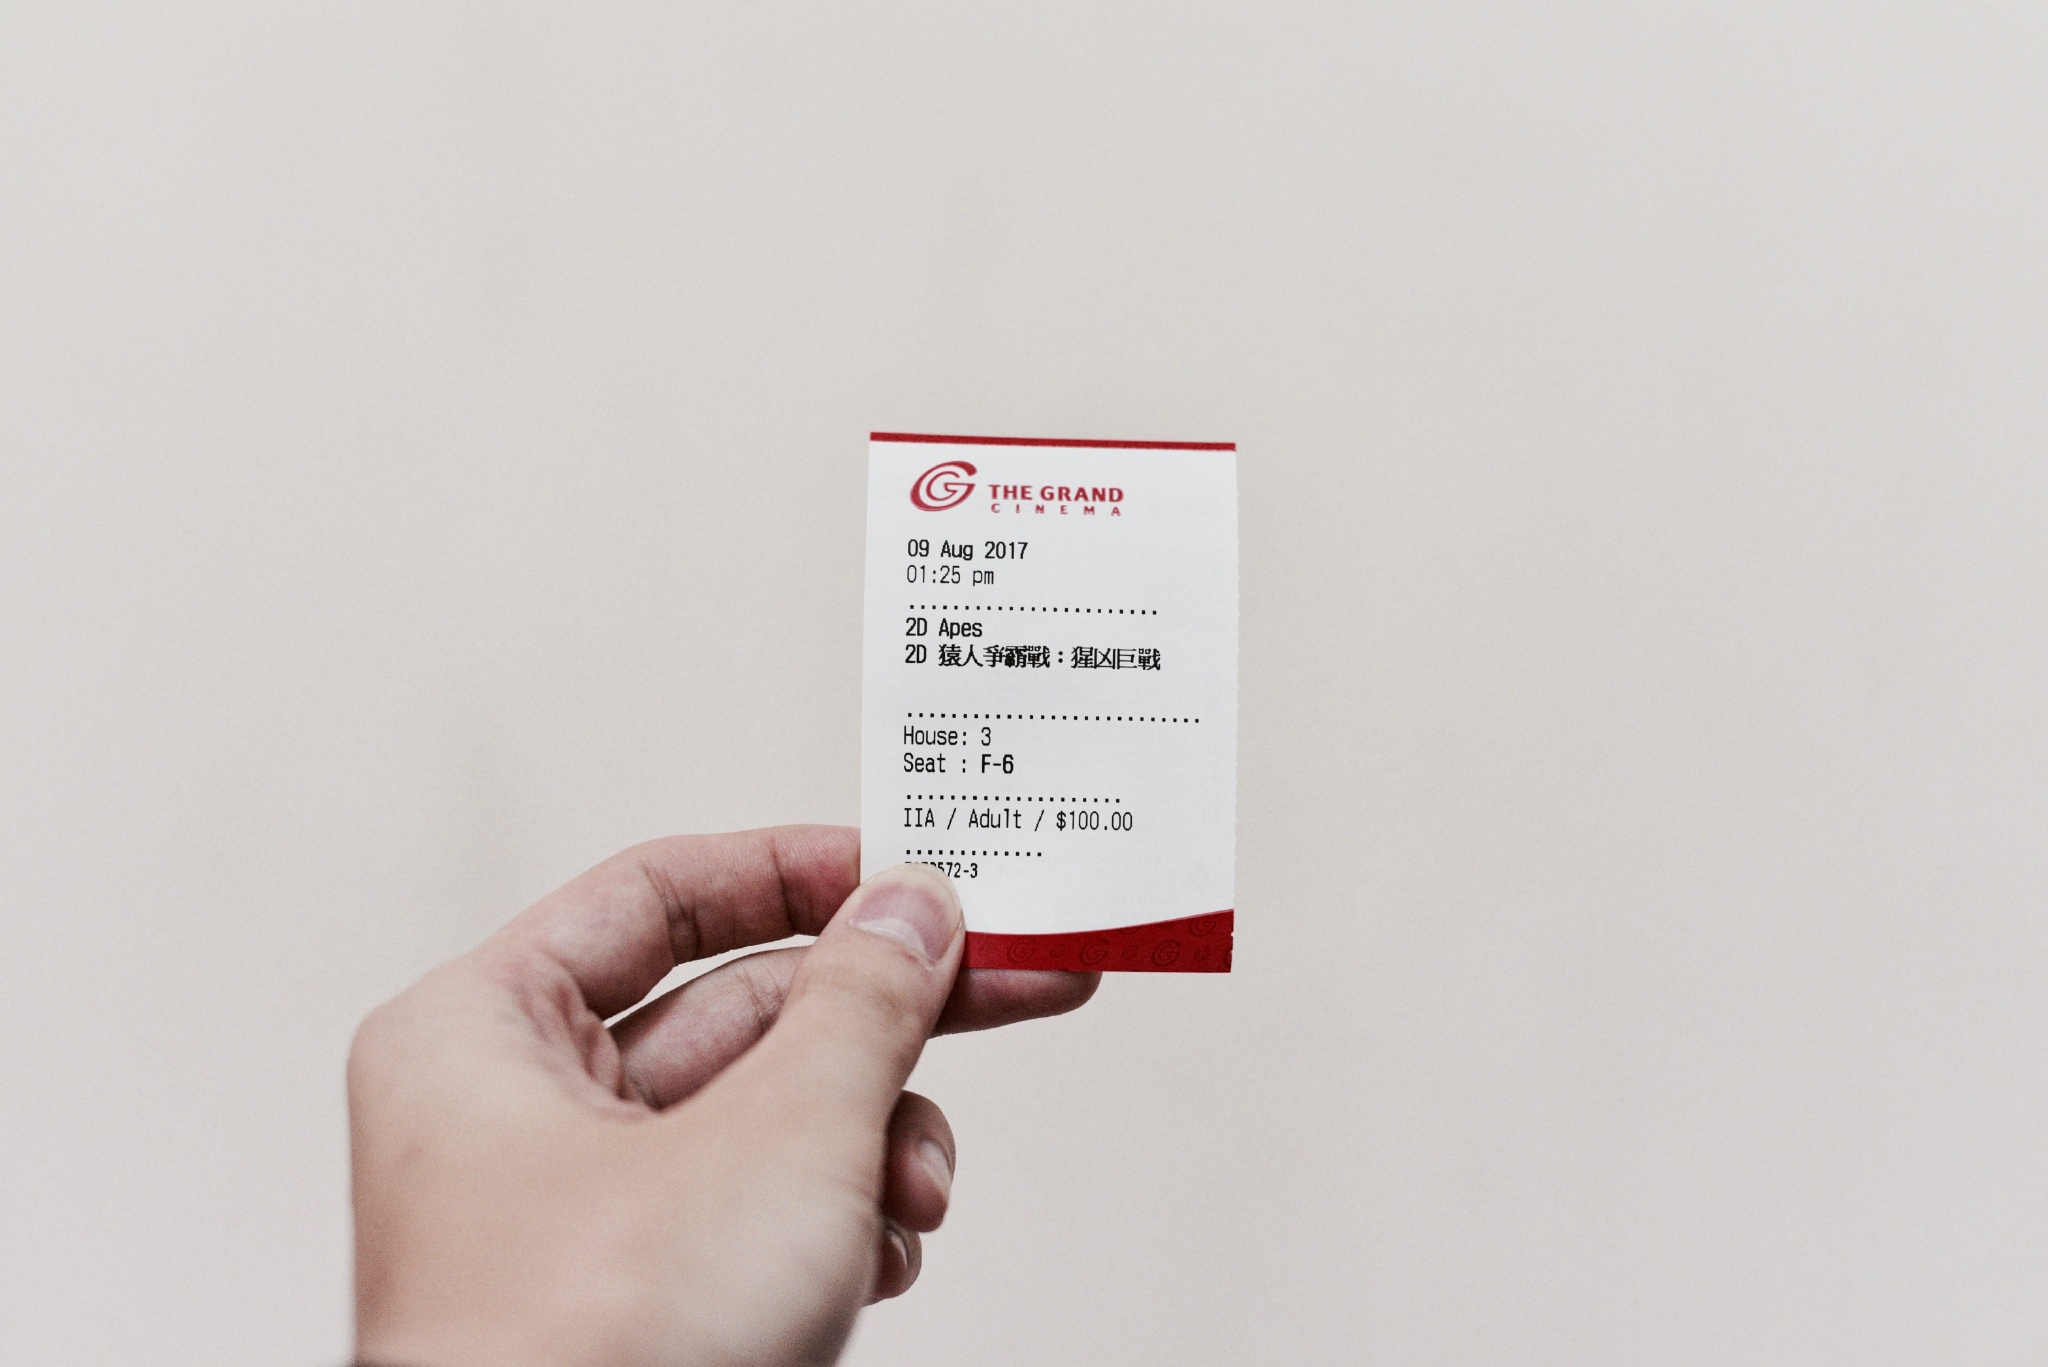 THE GRAND
CINEMA
09 Aug 2017
01:25 pm
.......................
2D Apes
2D 猿人爭霸戰：猩凶巨戰
...........................
House: 3
Seat : F-6
....................
IIA / Adult / $100.00
.............